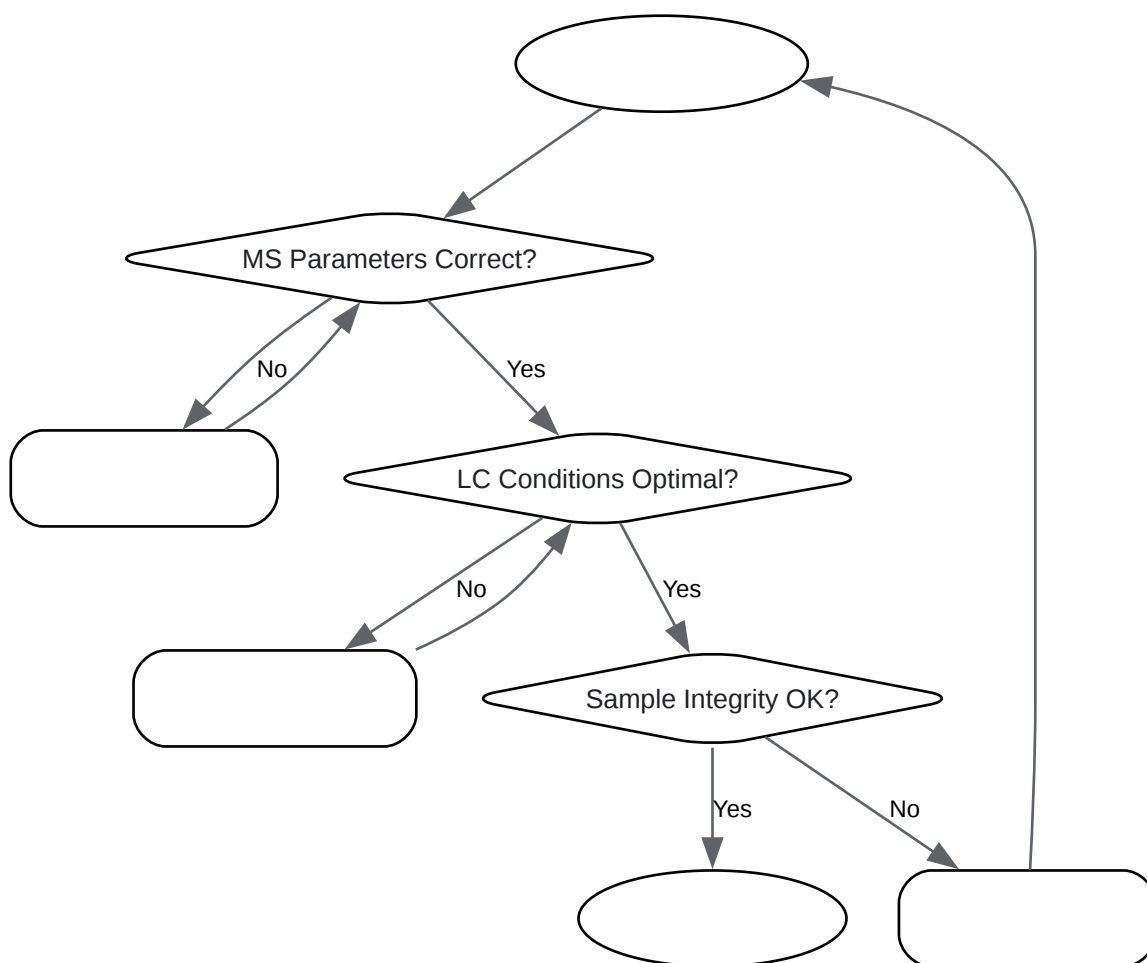 MS Parameters Correct?
No
Yes
LC Conditions Optimal?
No
Yes
Sample Integrity OK?
Yes
No